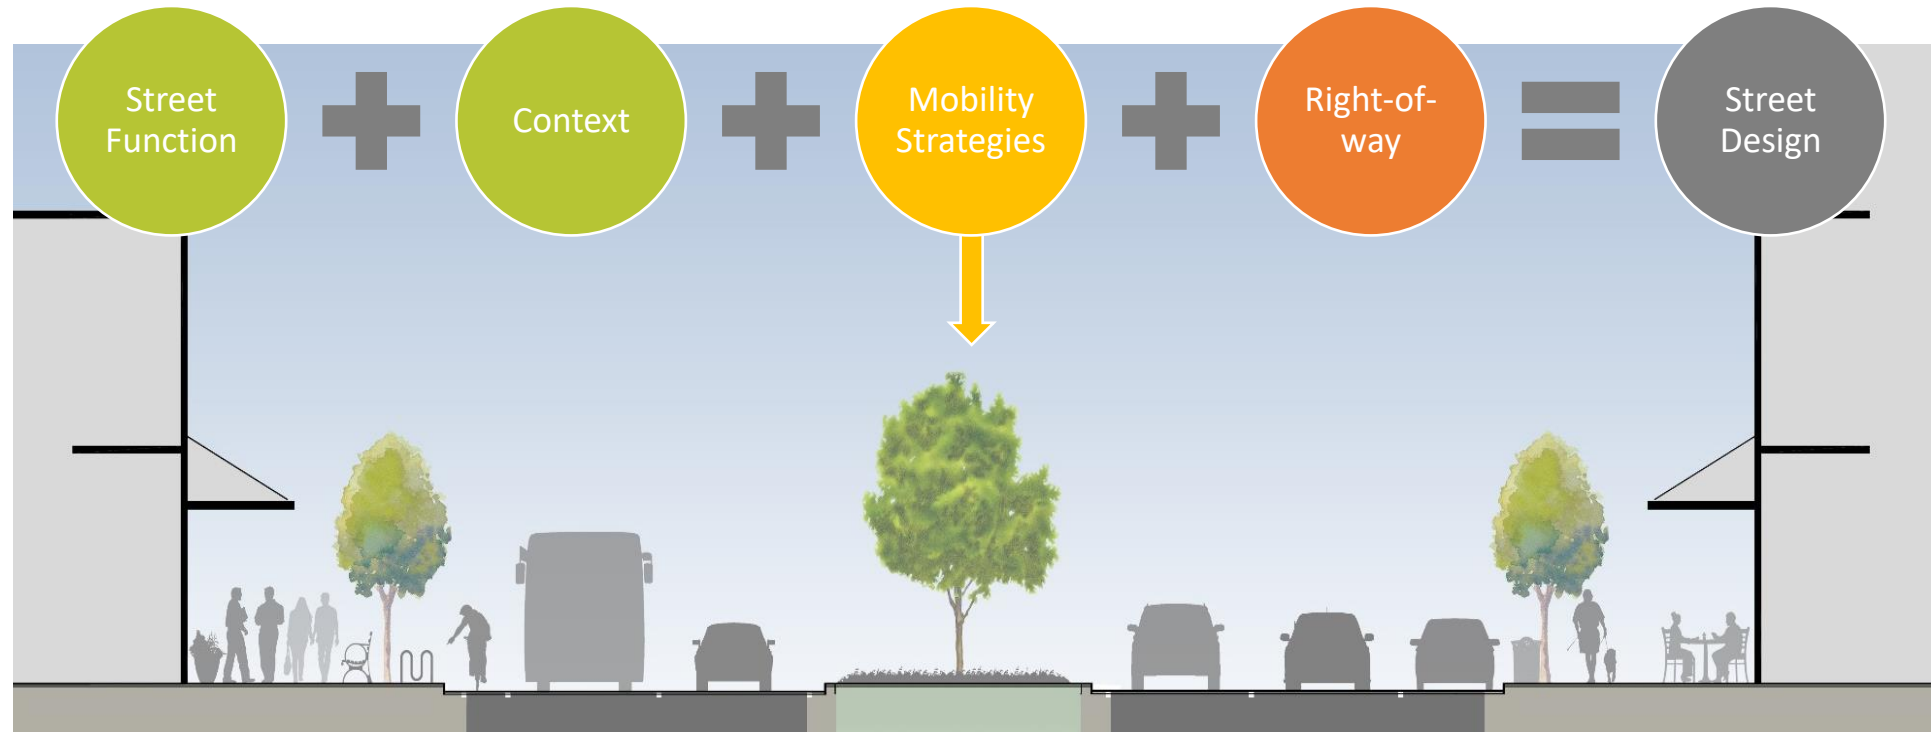 Street
Function
Context
Mobility
Strategies
Right-of-
way
Street
Design